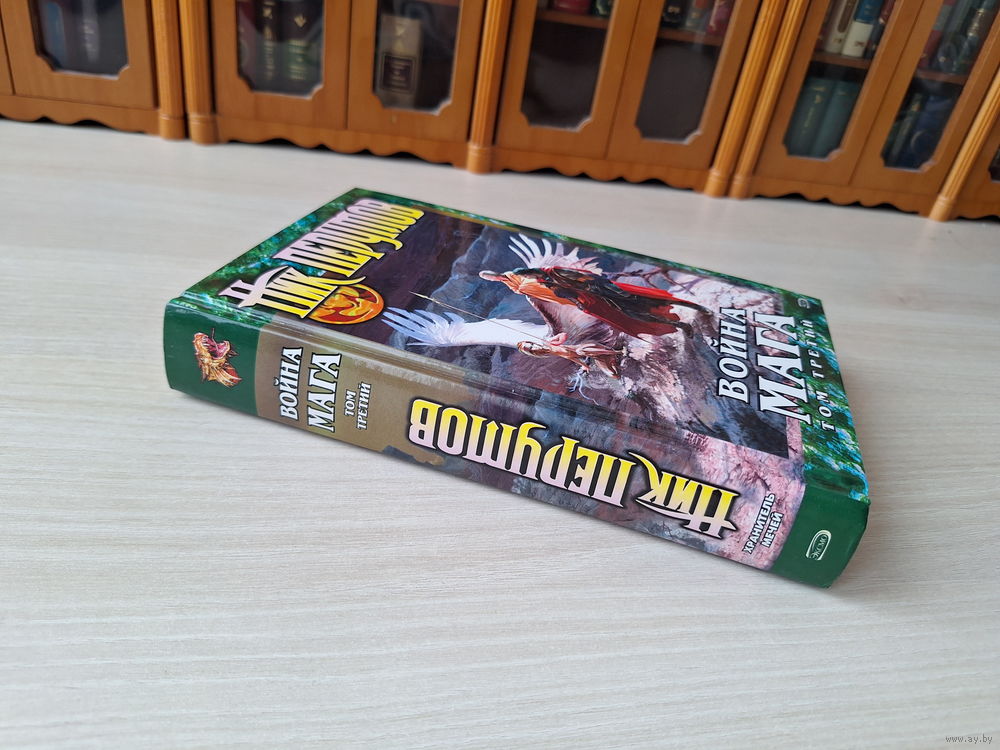 Ник Перумов
ВОЙНА
МАГА
ТОМ ТРЕТИЙ
ВОЙНА
МАГА
ТОМ
ТРЕТИЙ
Ник Перумов
ХРАНИТЕЛЬ
МЕЧЕЙ
ЭКСМО
www.ay.by